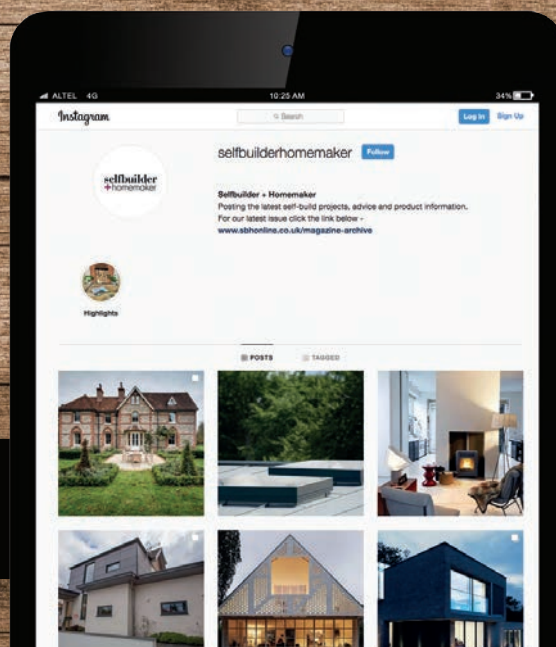 ALTEL 4G 10:25 AM 34%
Instagram Search Log In Sign Up
selfbuilderhomemaker Follow
selfbuilder
+homemaker
Selfbuilder + Homemaker
Posting the latest self-build projects, advice and product information.
For our latest issue click the link below -
www.sbhonline.co.uk/magazine-archive
Highlights
POSTS TAGGED